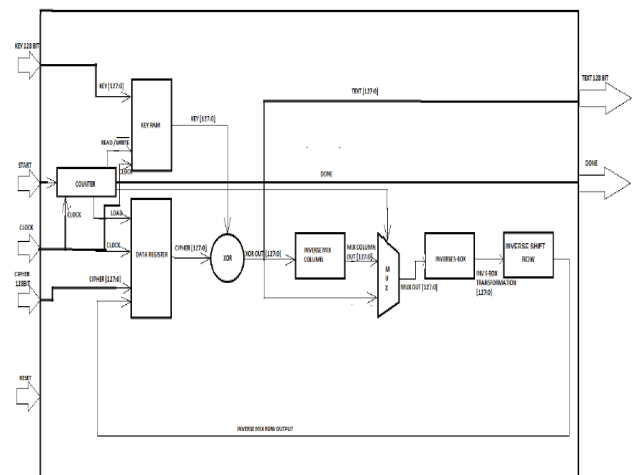 KEY 128 BIT
KEY [127:0]
KEY RAM
KEY [127:0]
TEXT [127:0]
TEXT 128 BIT
READ /WRITE
CLOCK
START
COUNTER
DONE
DONE
CLOCK
LOAD
CLOCK
CLOCK
DATA REGISTER
CIPHER [127:0]
XOR
XOR OUT [127:0]
INVERSE MIX
COLUMN
MIX COLUMN
OUT [127:0]
M
U
X
MUX OUT [127:0]
INVERSE S-BOX
INV S-BOX
TRANSFORMATION
[127:0]
INVERSE SHIFT
ROW
CIPHER
128BIT
CIPHER [127:0]
RESET
INVERSE MIX ROW OUTPUT